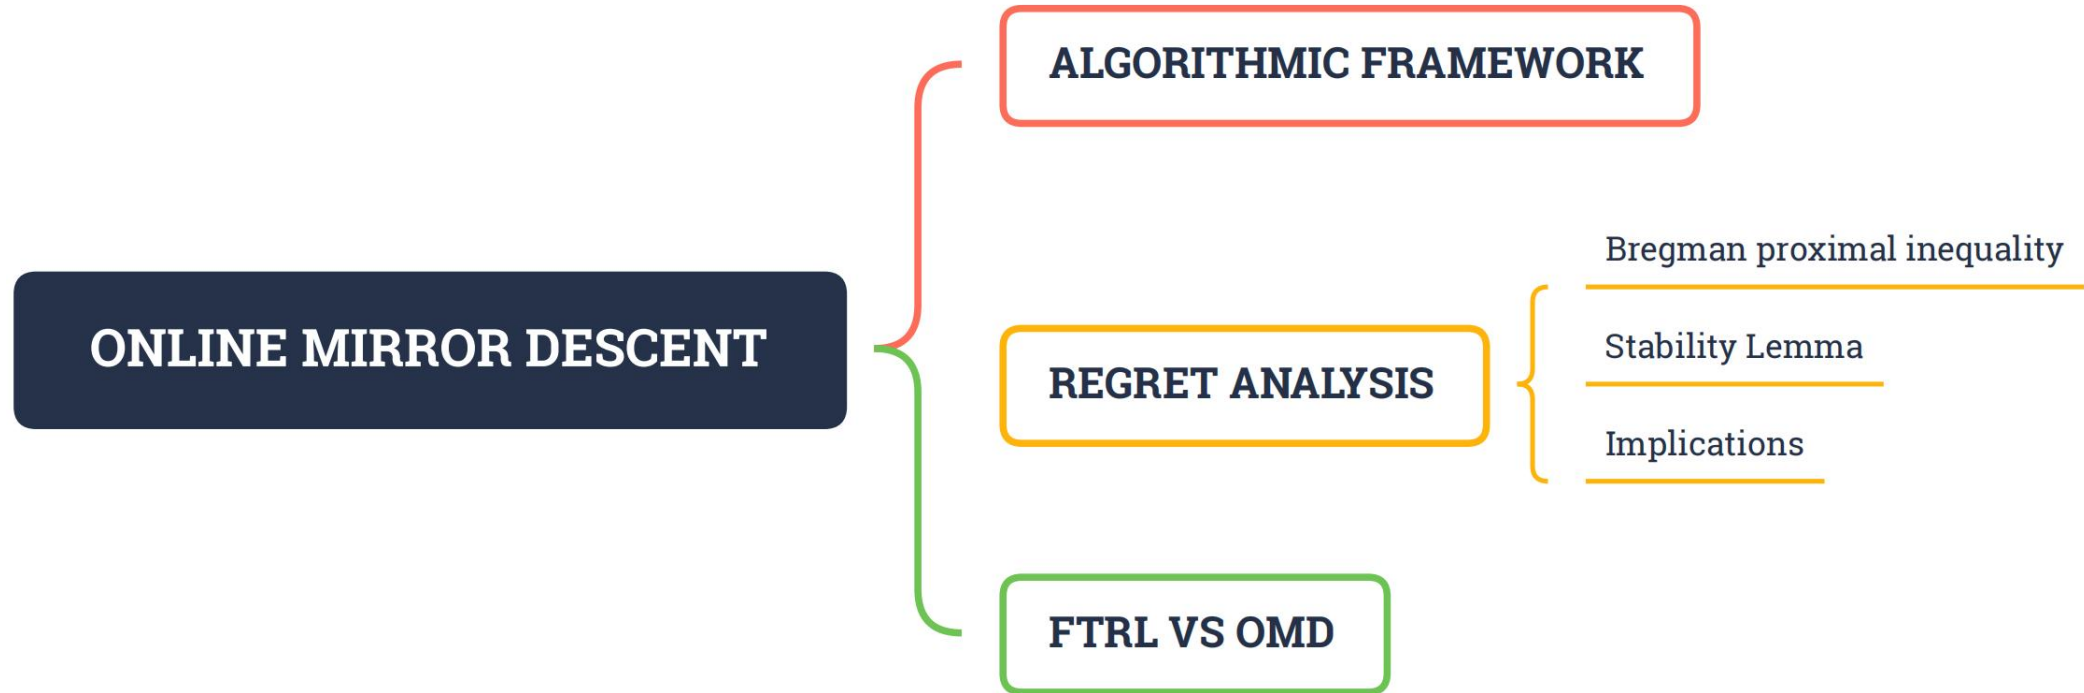 ONLINE MIRROR DESCENT
ALGORITHMIC FRAMEWORK
REGRET ANALYSIS
Bregman proximal inequality
Stability Lemma
Implications
FTRL VS OMD